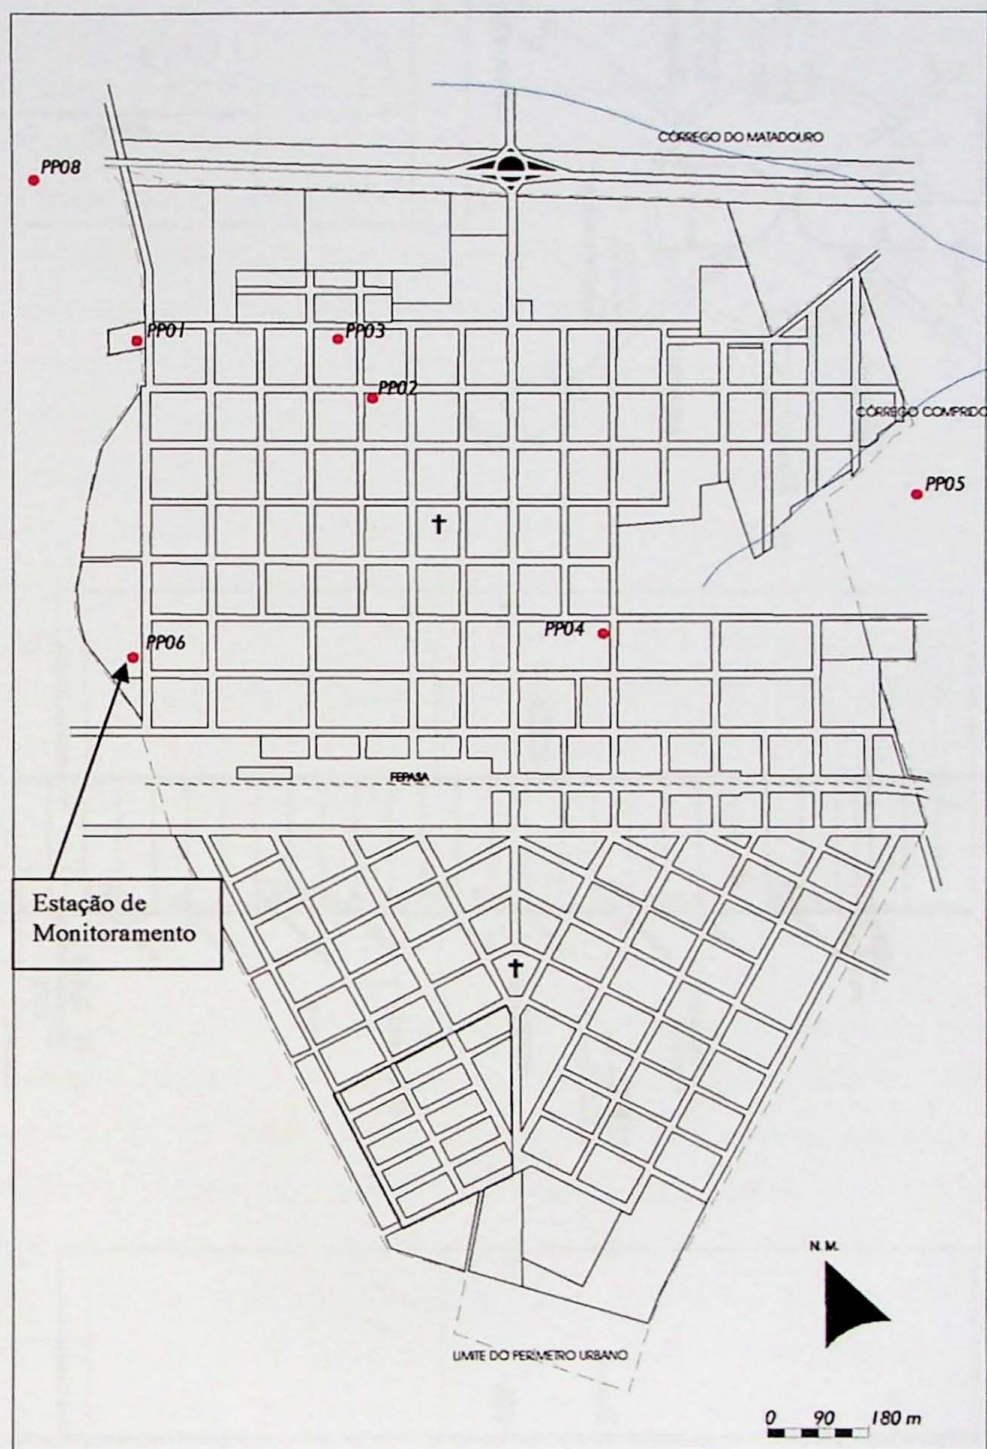 CÓRREGO DO MATADOURO
PP08
PP01
PP03
PP02
CÓRREGO COMPRIDO
PP05
PP04
PP06
FEPASA
Estação de
Monitoramento
N. M.
LIMITE DO PERÍMETRO URBANO
0 90 180 m